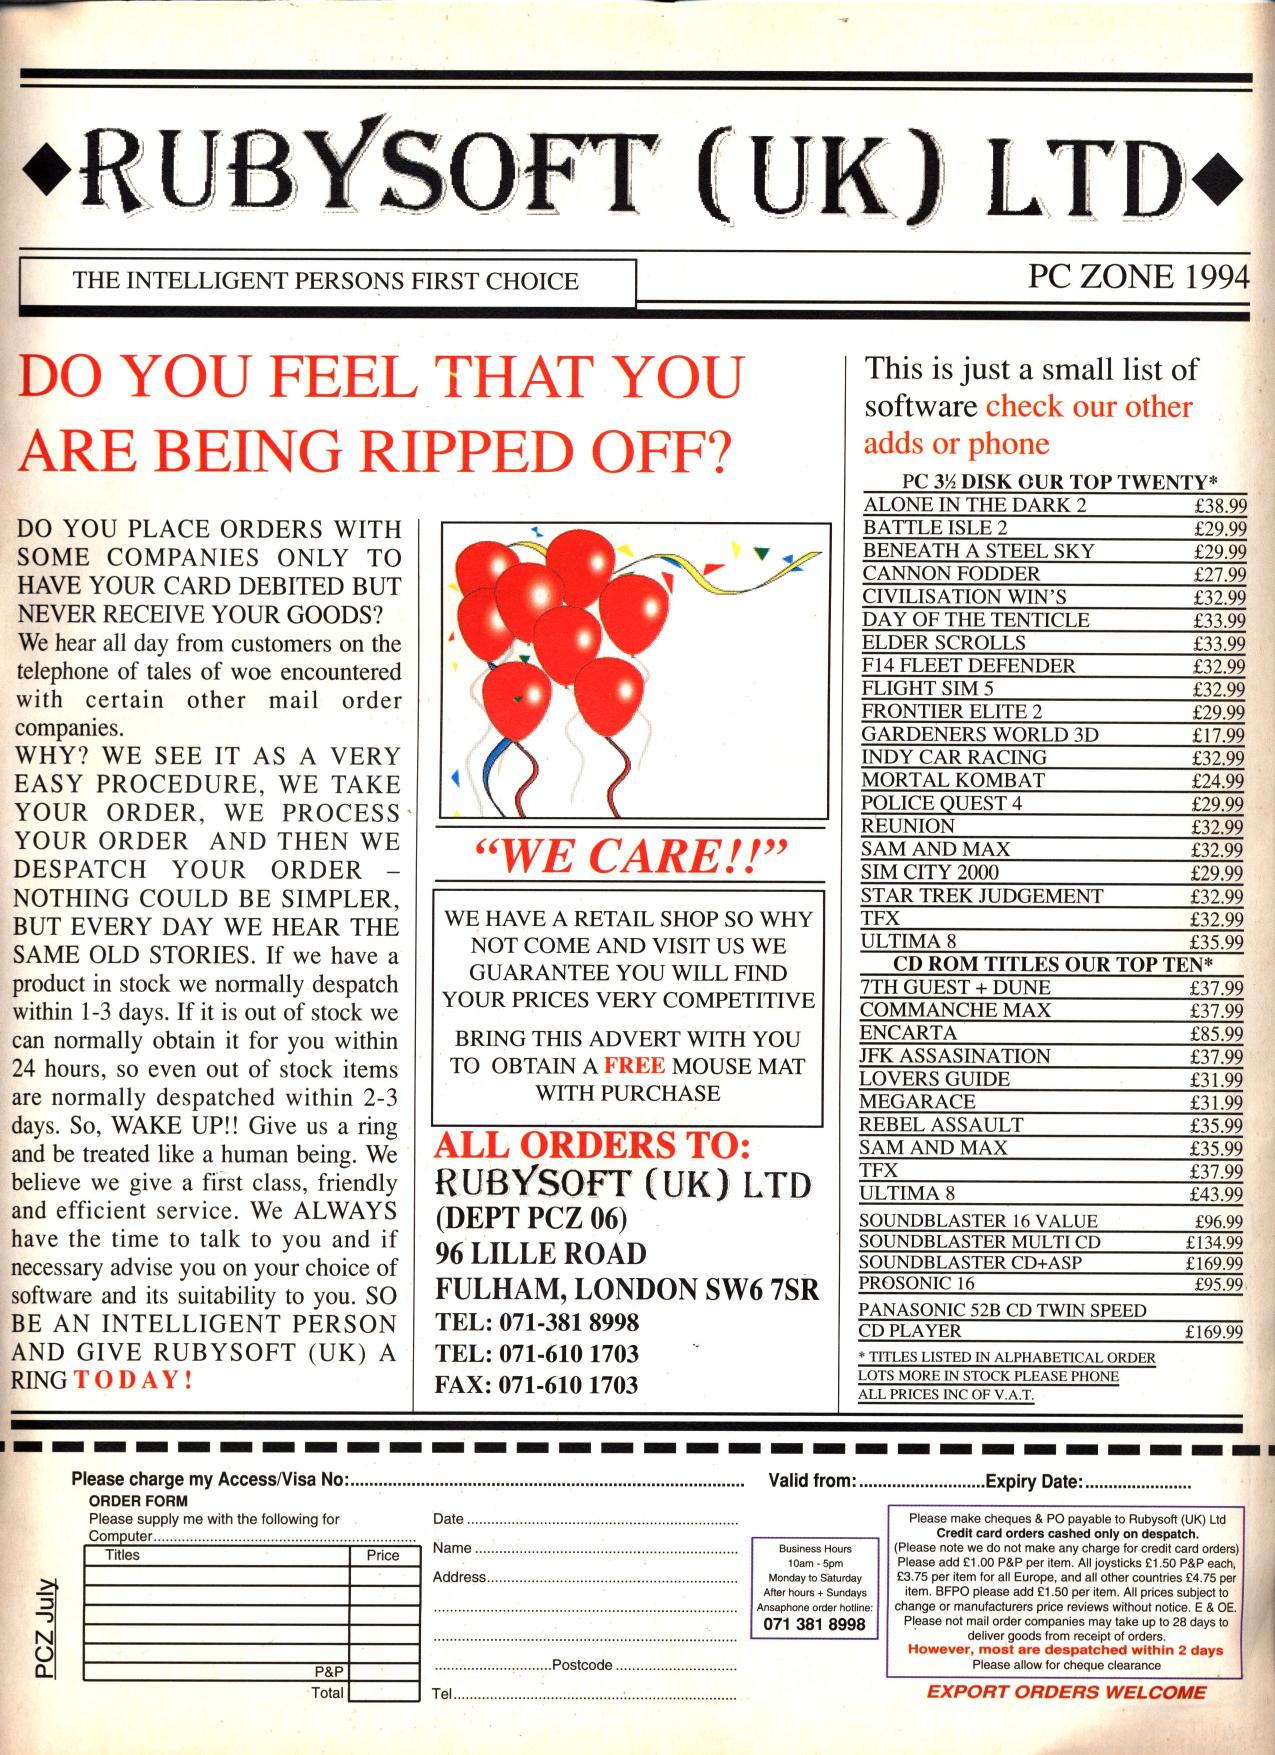 RUBYSOFT (UK) LTD
THE INTELLIGENT PERSONS FIRST CHOICE
PC ZONE 1994
DO YOU FEEL THAT YOU
ARE BEING RIPPED OFF?
DO YOU PLACE ORDERS WITH
SOME COMPANIES ONLY TO
HAVE YOUR CARD DEBITED BUT
NEVER RECEIVE YOUR GOODS?
We hear all day from customers on the
telephone of tales of woe encountered
with certain other mail order
companies.
WHY? WE SEE IT AS A VERY
EASY PROCEDURE, WE TAKE
YOUR ORDER, WE PROCESS
YOUR ORDER AND THEN WE
DESPATCH YOUR ORDER –
NOTHING COULD BE SIMPLER,
BUT EVERY DAY WE HEAR THE
SAME OLD STORIES. If we have a
product in stock we normally despatch
within 1-3 days. If it is out of stock we
can normally obtain it for you within
24 hours, so even out of stock items
are normally despatched within 2-3
days. So, WAKE UP!! Give us a ring
and be treated like a human being. We
believe we give a first class, friendly
and efficient service. We ALWAYS
have the time to talk to you and if
necessary advise you on your choice of
software and its suitability to you. SO
BE AN INTELLIGENT PERSON
AND GIVE RUBYSOFT (UK) A
RING TODAY!
“WE CARE!!”
WE HAVE A RETAIL SHOP SO WHY
NOT COME AND VISIT US WE
GUARANTEE YOU WILL FIND
YOUR PRICES VERY COMPETITIVE
BRING THIS ADVERT WITH YOU
TO OBTAIN A FREE MOUSE MAT
WITH PURCHASE
ALL ORDERS TO:
RUBYSOFT (UK) LTD
(DEPT PCZ 06)
96 LILLE ROAD
FULHAM, LONDON SW6 7SR
TEL: 071-381 8998
TEL: 071-610 1703
FAX: 071-610 1703
This is just a small list of
software check our other
adds or phone
PC 3½ DISK OUR TOP TWENTY*
ALONE IN THE DARK 2 £38.99
BATTLE ISLE 2 £29.99
BENEATH A STEEL SKY £29.99
CANNON FODDER £27.99
CIVILISATION WIN'S £32.99
DAY OF THE TENTICLE £33.99
ELDER SCROLLS £33.99
F14 FLEET DEFENDER £32.99
FLIGHT SIM 5 £32.99
FRONTIER ELITE 2 £29.99
GARDENERS WORLD 3D £17.99
INDY CAR RACING £32.99
MORTAL KOMBAT £24.99
POLICE QUEST 4 £29.99
REUNION £32.99
SAM AND MAX £32.99
SIM CITY 2000 £29.99
STAR TREK JUDGEMENT £32.99
TFX £32.99
ULTIMA 8 £35.99
CD ROM TITLES OUR TOP TEN*
7TH GUEST + DUNE £37.99
COMMANCHE MAX £37.99
ENCARTA £85.99
JFK ASSASINATION £37.99
LOVERS GUIDE £31.99
MEGARACE £31.99
REBEL ASSAULT £35.99
SAM AND MAX £35.99
TFX £37.99
ULTIMA 8 £43.99
SOUNDBLASTER 16 VALUE £96.99
SOUNDBLASTER MULTI CD £134.99
SOUNDBLASTER CD+ASP £169.99
PROSONIC 16 £95.99
PANASONIC 52B CD TWIN SPEED
CD PLAYER £169.99
* TITLES LISTED IN ALPHABETICAL ORDER
LOTS MORE IN STOCK PLEASE PHONE
ALL PRICES INC OF V.A.T.
Please charge my Access/Visa No: Valid from: Expiry Date:
ORDER FORM
Please supply me with the following for
Computer
Titles Price
P&P
Total
PCZ July
Date
Name
Address
Postcode
Tel
Business Hours
10am - 5pm
Monday to Saturday
After hours + Sundays
Ansaphone order hotline:
071 381 8998
Please make cheques & PO payable to Rubysoft (UK) Ltd
Credit card orders cashed only on despatch.
(Please note we do not make any charge for credit card orders)
Please add £1.00 P&P per item. All joysticks £1.50 P&P each,
£3.75 per item for all Europe, and all other countries £4.75 per
item. BFPO please add £1.50 per item. All prices subject to
change or manufacturers price reviews without notice. E & OE.
Please not mail order companies may take up to 28 days to
deliver goods from receipt of orders.
However, most are despatched within 2 days
Please allow for cheque clearance
EXPORT ORDERS WELCOME